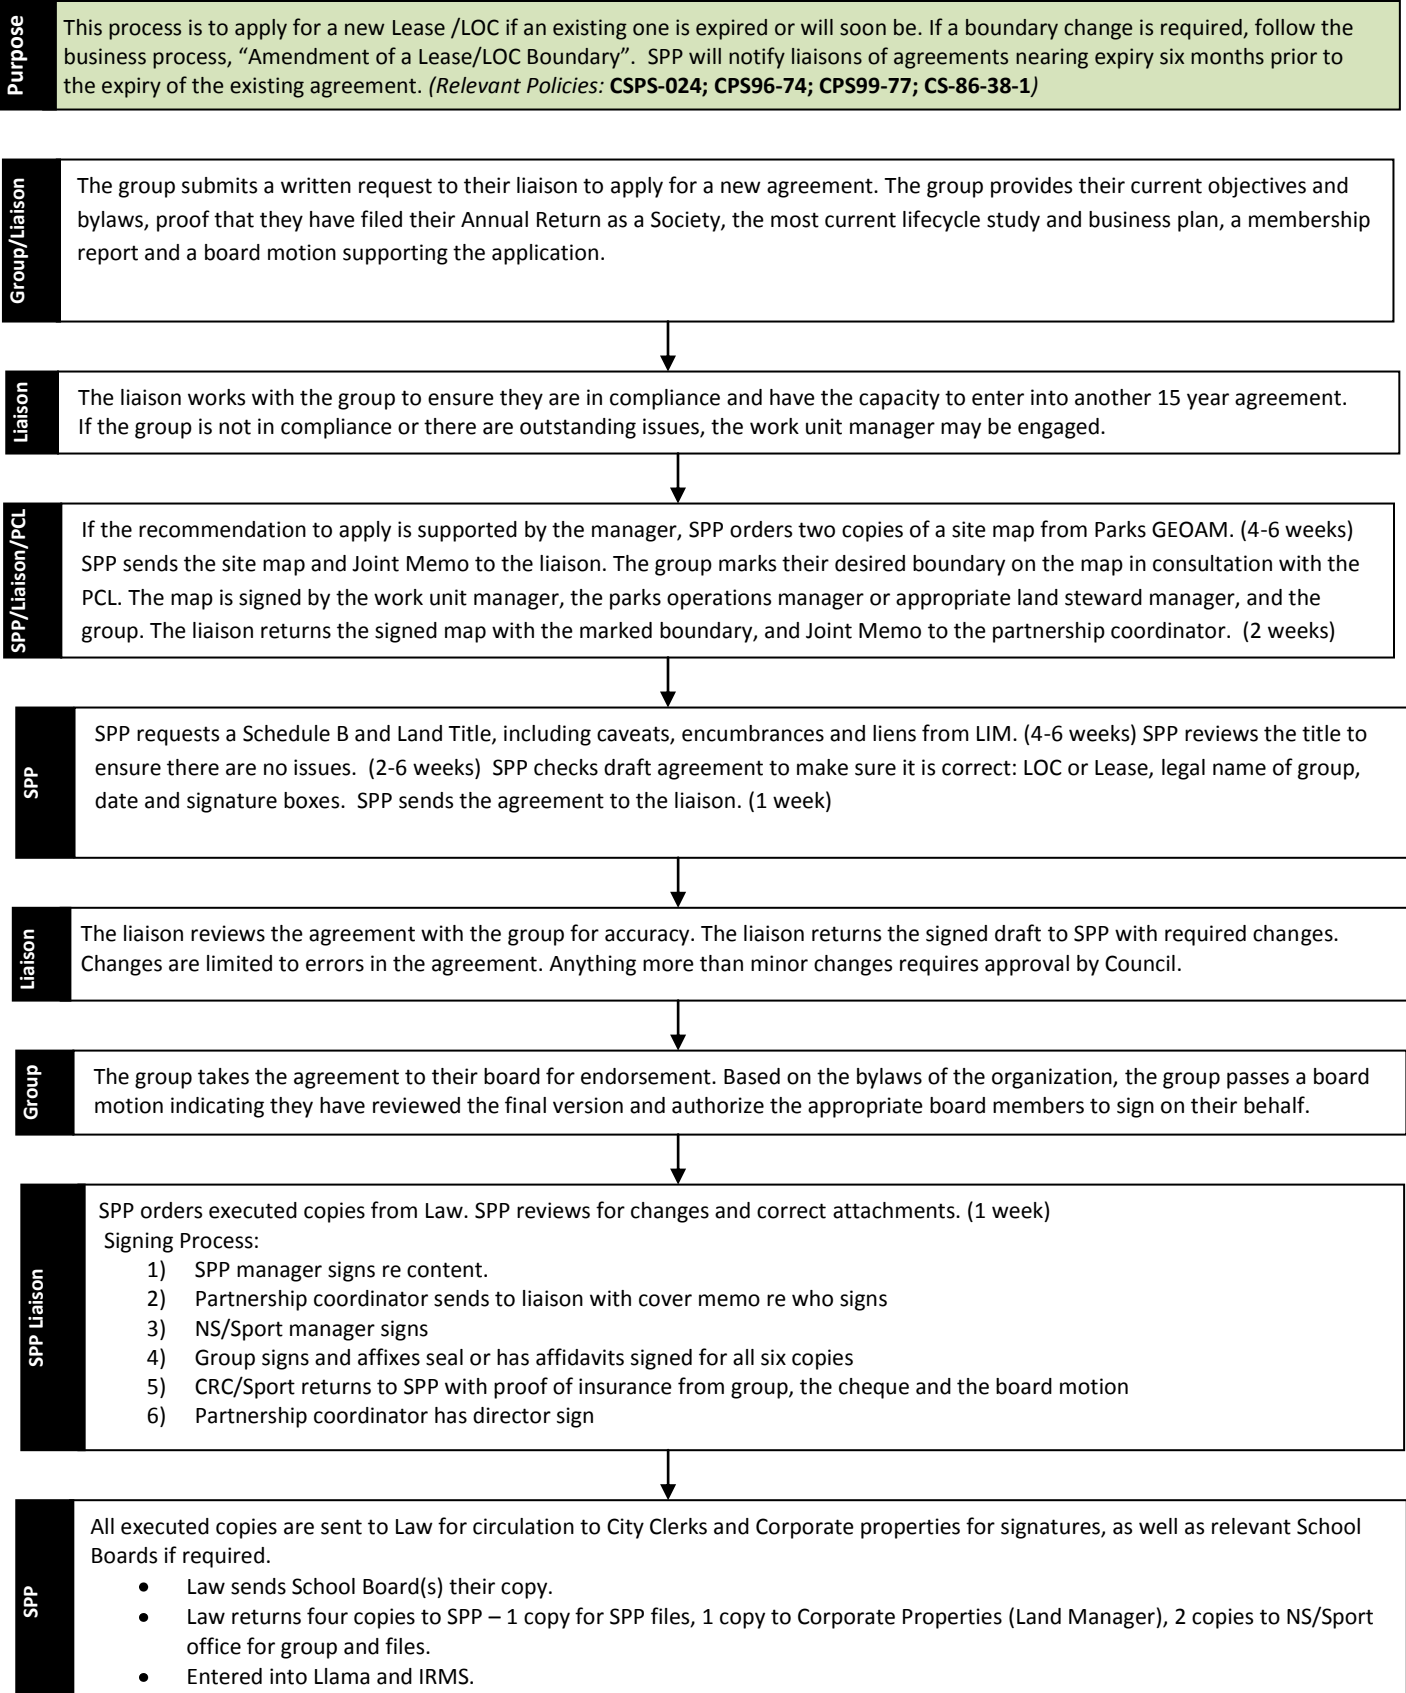 Purpose
This process is to apply for a new Lease /LOC if an existing one is expired or will soon be. If a boundary change is required, follow the
business process, “Amendment of a Lease/LOC Boundary”.  SPP will notify liaisons of agreements nearing expiry six months prior to
the expiry of the existing agreement. (Relevant Policies: CSPS-024; CPS96-74; CPS99-77; CS-86-38-1)
Group/Liaison
The group submits a written request to their liaison to apply for a new agreement. The group provides their current objectives and
bylaws, proof that they have filed their Annual Return as a Society, the most current lifecycle study and business plan, a membership
report and a board motion supporting the application.
Liaison
The liaison works with the group to ensure they are in compliance and have the capacity to enter into another 15 year agreement.
If the group is not in compliance or there are outstanding issues, the work unit manager may be engaged.
SPP/Liaison/PCL
If the recommendation to apply is supported by the manager, SPP orders two copies of a site map from Parks GEOAM. (4-6 weeks)
SPP sends the site map and Joint Memo to the liaison. The group marks their desired boundary on the map in consultation with the
PCL. The map is signed by the work unit manager, the parks operations manager or appropriate land steward manager, and the
group. The liaison returns the signed map with the marked boundary, and Joint Memo to the partnership coordinator.  (2 weeks)
SPP
SPP requests a Schedule B and Land Title, including caveats, encumbrances and liens from LIM. (4-6 weeks) SPP reviews the title to
ensure there are no issues.  (2-6 weeks)  SPP checks draft agreement to make sure it is correct: LOC or Lease, legal name of group,
date and signature boxes.  SPP sends the agreement to the liaison. (1 week)
Liaison
The liaison reviews the agreement with the group for accuracy. The liaison returns the signed draft to SPP with required changes.
Changes are limited to errors in the agreement. Anything more than minor changes requires approval by Council.
Group
The group takes the agreement to their board for endorsement. Based on the bylaws of the organization, the group passes a board
motion indicating they have reviewed the final version and authorize the appropriate board members to sign on their behalf.
SPP Liaison
SPP orders executed copies from Law. SPP reviews for changes and correct attachments. (1 week)
Signing Process:
1) SPP manager signs re content.
2) Partnership coordinator sends to liaison with cover memo re who signs
3) NS/Sport manager signs
4) Group signs and affixes seal or has affidavits signed for all six copies
5) CRC/Sport returns to SPP with proof of insurance from group, the cheque and the board motion
6) Partnership coordinator has director sign
SPP
All executed copies are sent to Law for circulation to City Clerks and Corporate properties for signatures, as well as relevant School
Boards if required.
• Law sends School Board(s) their copy.
• Law returns four copies to SPP – 1 copy for SPP files, 1 copy to Corporate Properties (Land Manager), 2 copies to NS/Sport
office for group and files.
• Entered into Llama and IRMS.